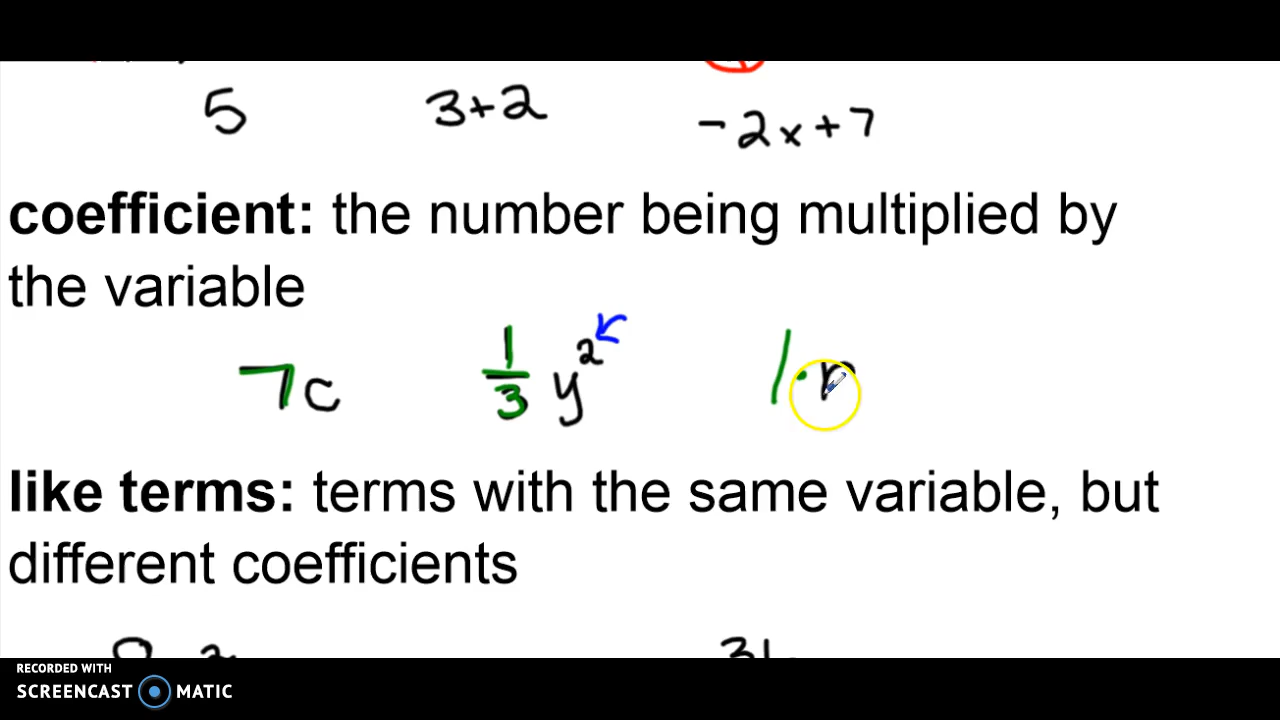 5 3+2 -2x+7
coefficient: the number being multiplied by
the variable
7c 1/3 y² 1·r
like terms: terms with the same variable, but
different coefficients
RECORDED WITH
SCREENCAST MATIC